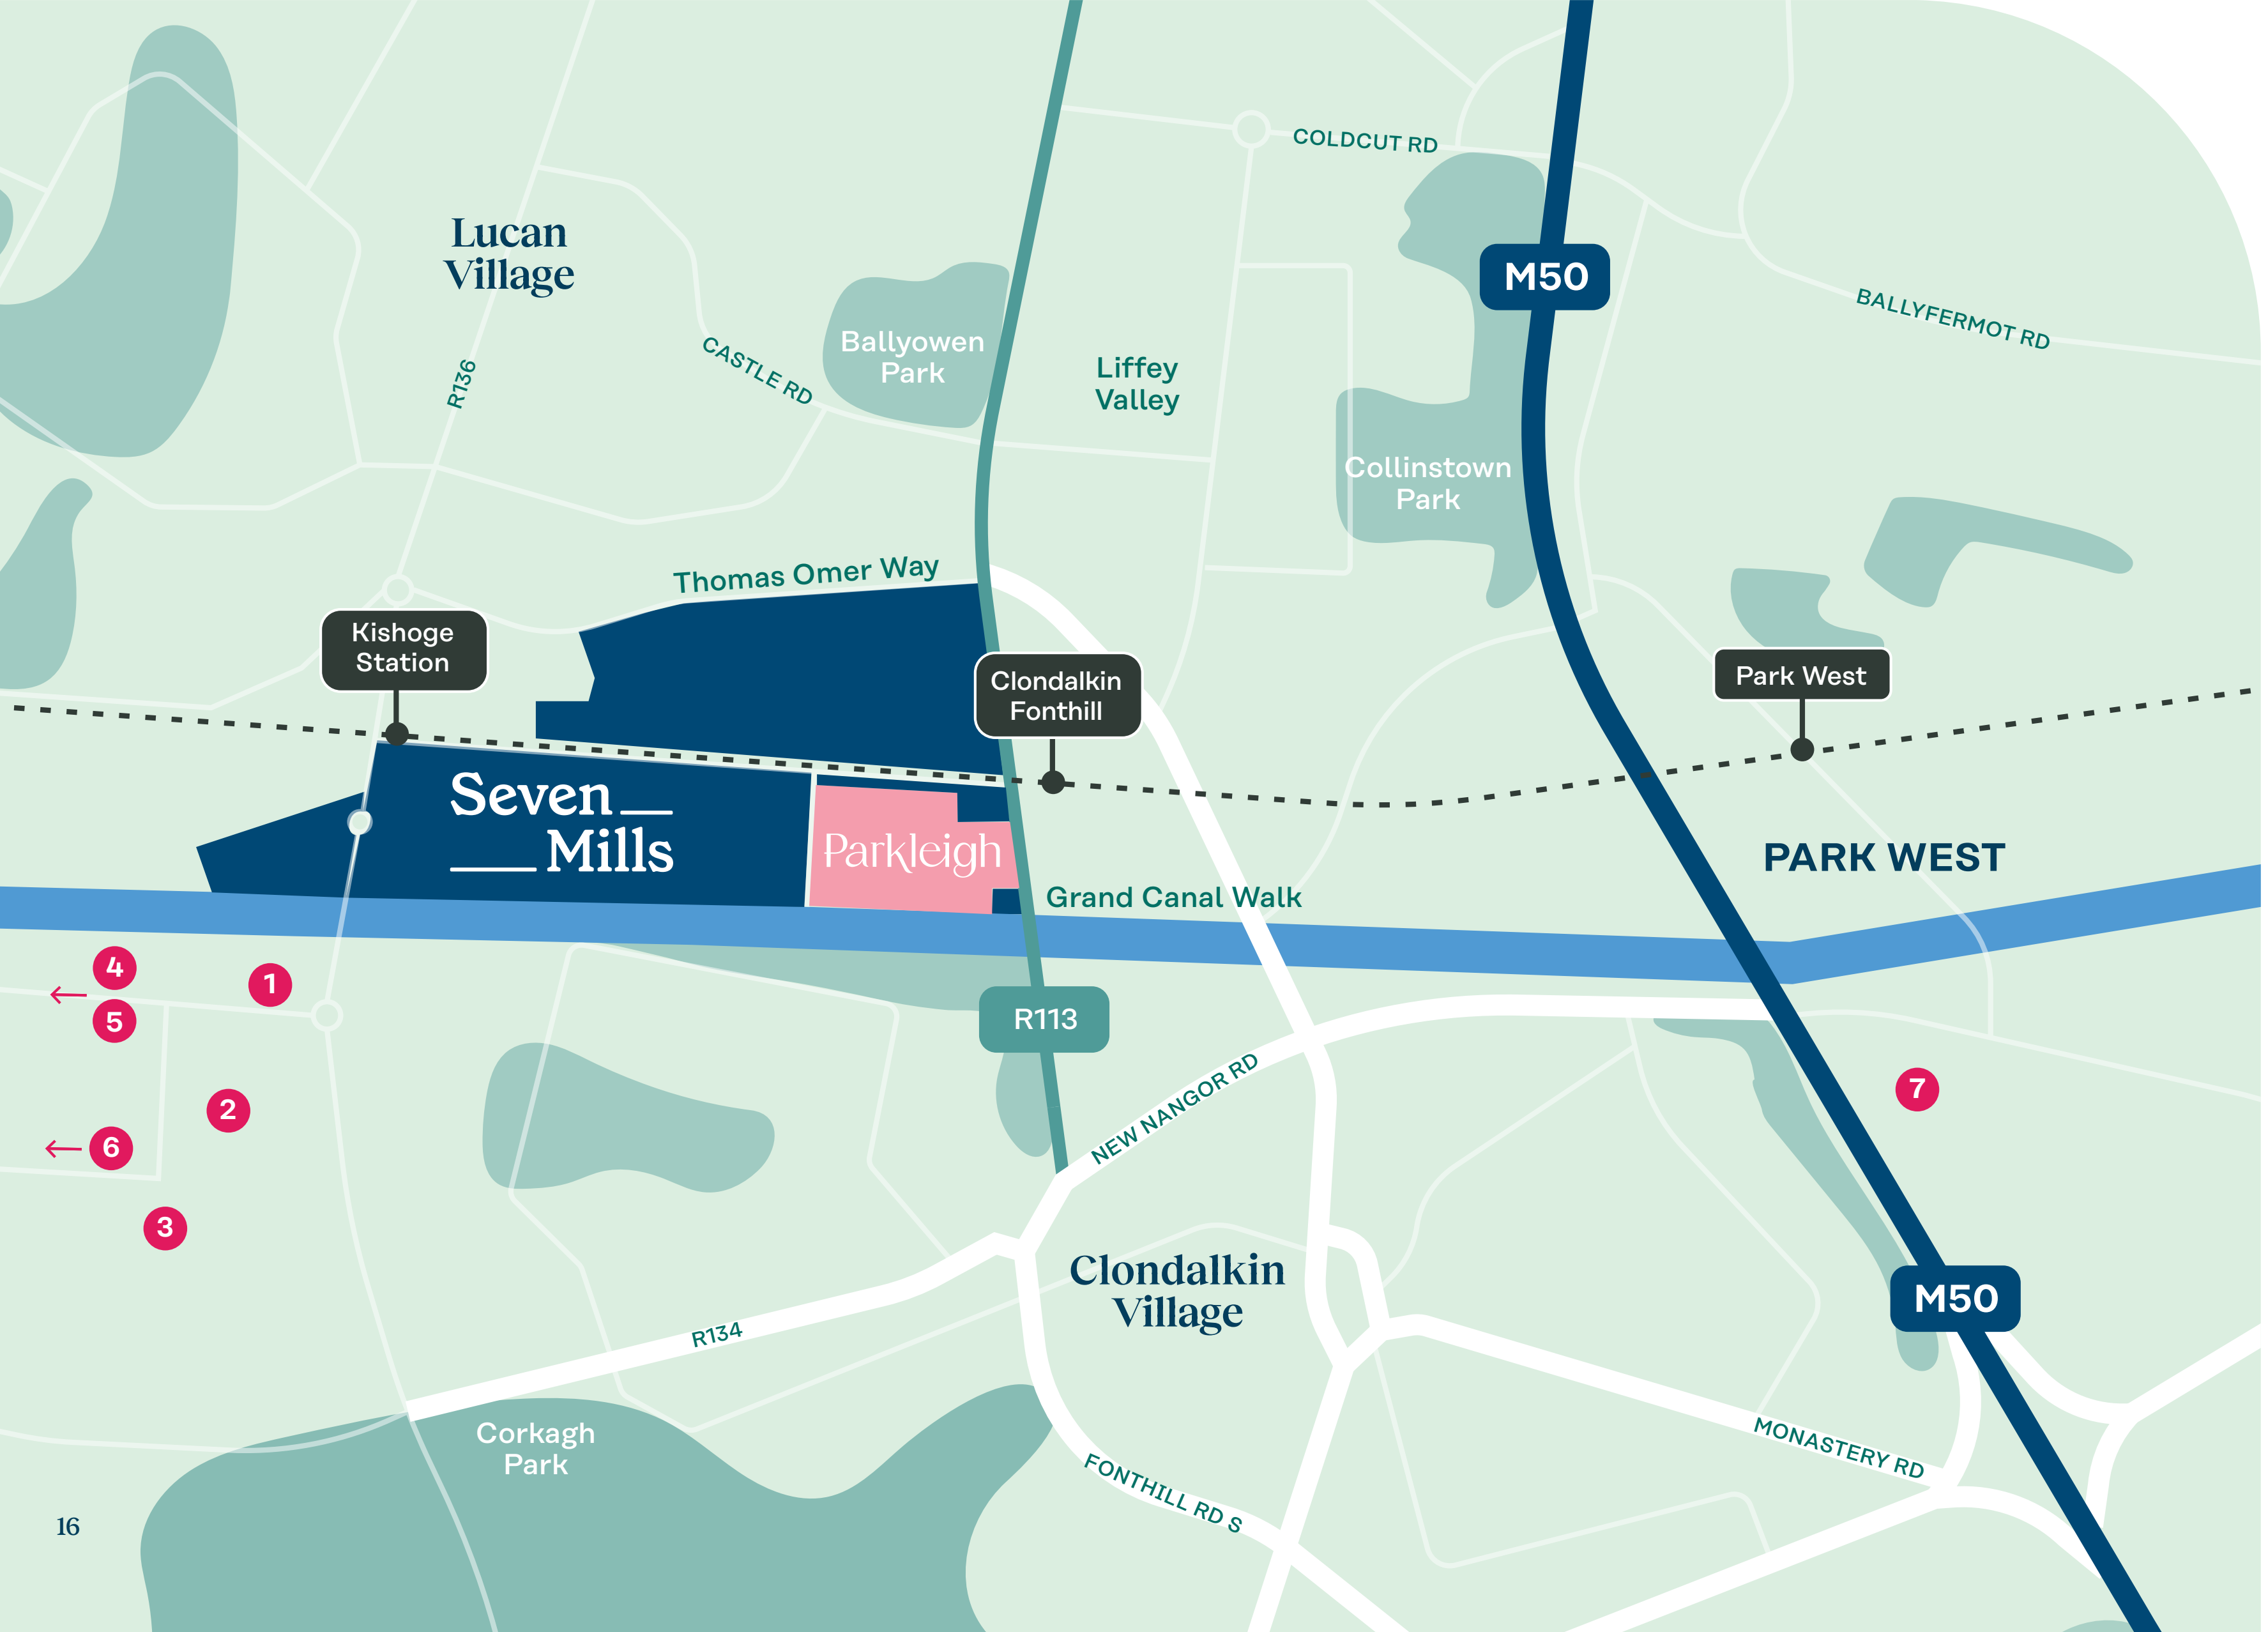 COLDCUT RD
Lucan
Village
M50
BALLYFERMOT RD
Ballyowen
Park
CASTLE RD
R136
Liffey
Valley
Collinstown
Park
Thomas Omer Way
Kishoge
Station
Clondalkin
Fonthill
Park West
Seven
Mills
Parkleigh
PARK WEST
Grand Canal Walk
4
1
5
R113
NEW NANGOR RD
7
2
6
3
Clondalkin
Village
M50
R134
Corkagh
Park
MONASTERY RD
FONTHILL RD S
16